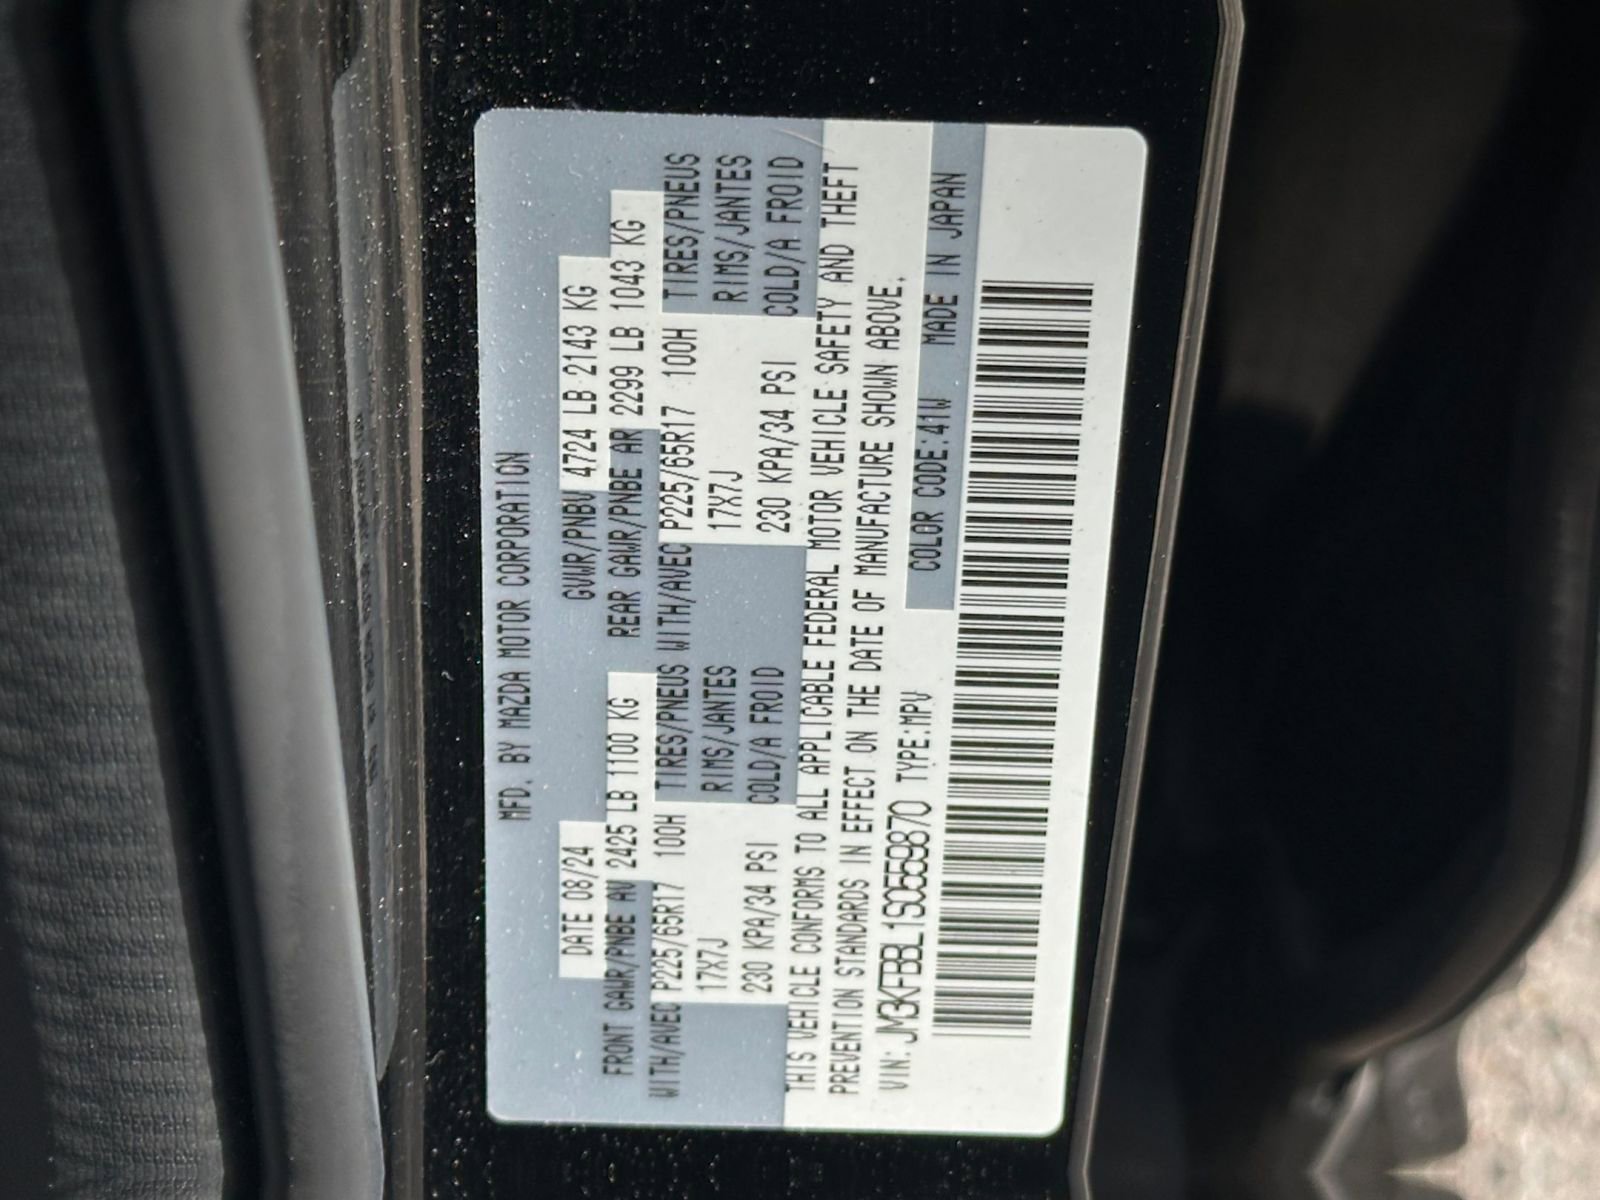 MFD. BY MAZDA MOTOR CORPORATION
DATE 08/24 GVWR/PNBV 4724 LB 2143 KG
FRONT GAWR/PNBE AV 2425 LB 1100 KG REAR GAWR/PNBE AR 2299 LB 1043 KG
WITH/AVEC P225/65R17 100H TIRES/PNEUS WITH/AVEC P225/65R17 100H TIRES/PNEUS
17X7J RIMS/JANTES 17X7J RIMS/JANTES
230 KPA/34 PSI COLD/A FROID 230 KPA/34 PSI COLD/A FROID
THIS VEHICLE CONFORMS TO ALL APPLICABLE FEDERAL MOTOR VEHICLE SAFETY AND THEFT
PREVENTION STANDARDS IN EFFECT ON THE DATE OF MANUFACTURE SHOWN ABOVE.
VIN: JM3KFBBL1S0559870 TYPE:MPV COLOR CODE:41W MADE IN JAPAN